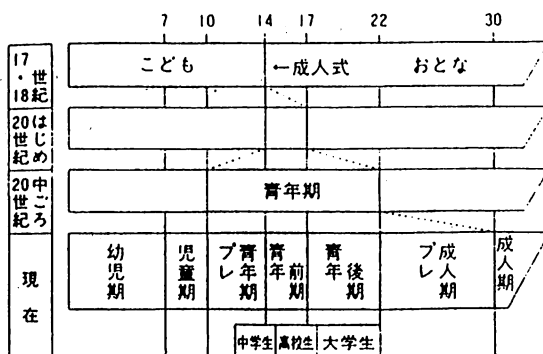 7 10 14 17 22 30
17・18世紀 こども ←成人式 おとな
20世紀はじめ
20世紀中ごろ 青年期
現在 幼児期 児童期 プレ青年期 青年前期 青年後期 プレ成人期 成人期
中学生 高校生 大学生